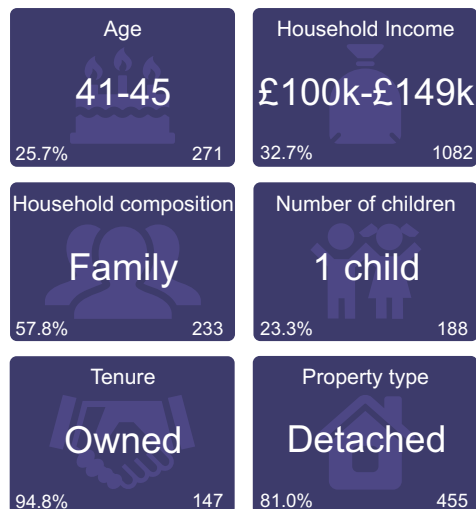 Age
41-45
25.7% 271
Household Income
£100k-£149k
32.7% 1082
Household composition
Family
57.8% 233
Number of children
1 child
23.3% 188
Tenure
Owned
94.8% 147
Property type
Detached
81.0% 455